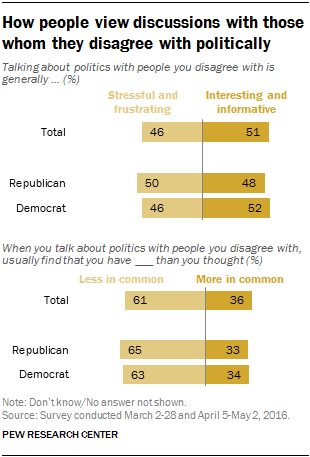 How people view discussions with those
whom they disagree with politically
Talking about politics with people you disagree with is
generally ... (%)
Stressful and frustrating Interesting and informative
Total 46 51
Republican 50 48
Democrat 46 52
When you talk about politics with people you disagree with,
usually find that you have ___ than you thought (%)
Less in common More in common
Total 61 36
Republican 65 33
Democrat 63 34
Note: Don't know/No answer not shown.
Source: Survey conducted March 2-28 and April 5-May 2, 2016.
PEW RESEARCH CENTER